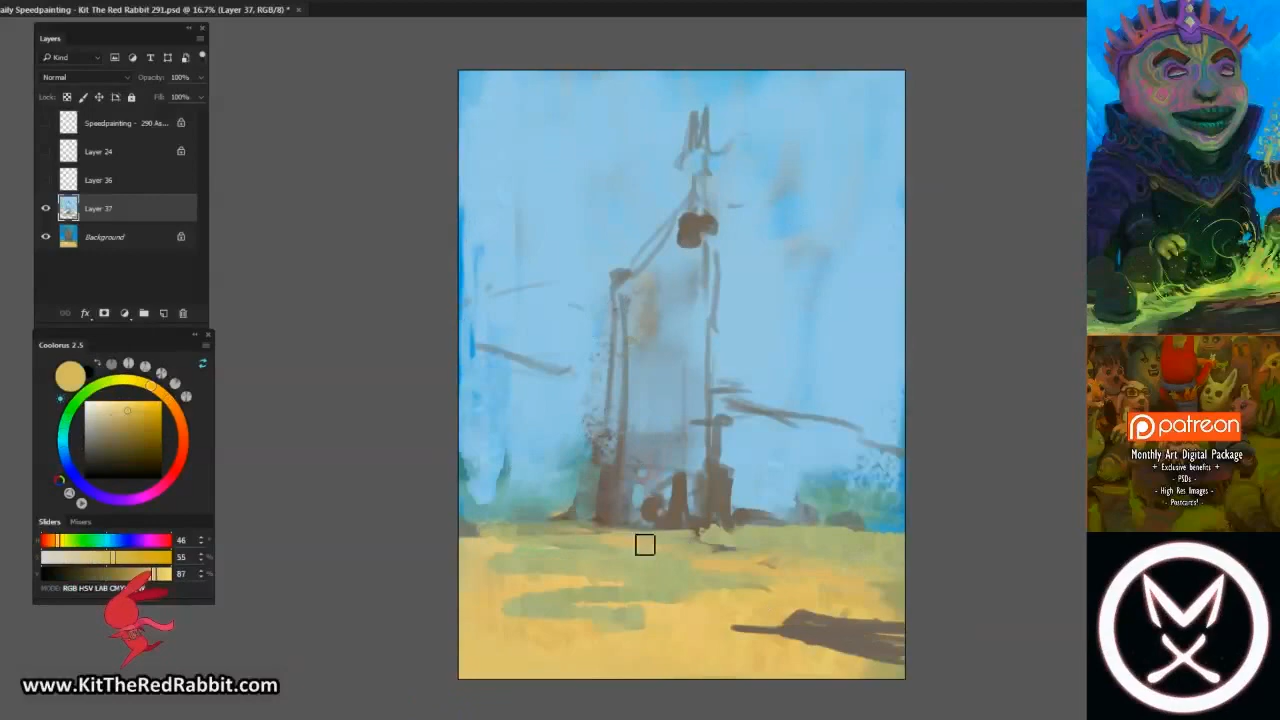 aily Speedpainting - Kit The Red Rabbit 291.psd @ 16,7% (Layer 37, RGB/8) *
Layers
Kind
Normal
Opacity: 100%
Lock:
Fill: 100%
Speedpainting - 290 As...
Layer 24
Layer 36
Layer 37
Background
Coolorus 2.5
Sliders
Mixers
H
46
55
87
MODE: RGB HSV LAB CMY
www.KitTheRedRabbit.com
patreon
Monthly Art Digital Package
+ Exclusive benefits +
- PSDs -
- High Res Images -
- Postcards! -